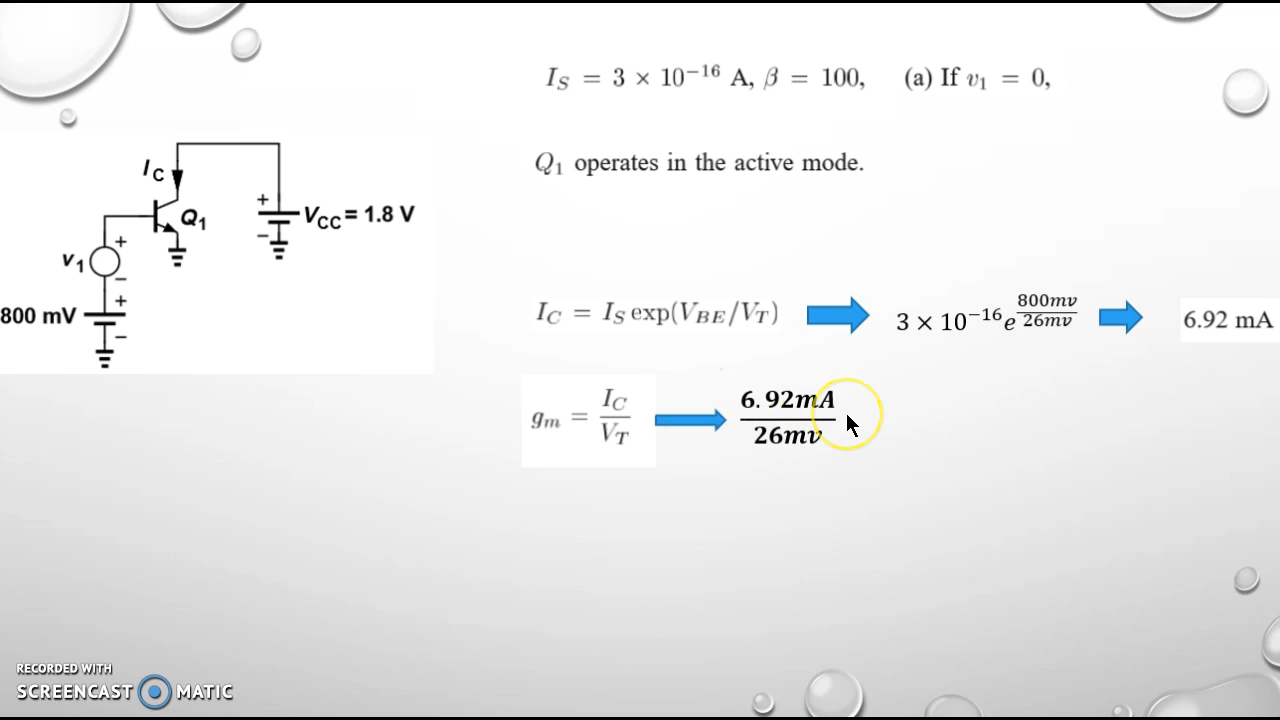 I_S = 3 × 10^−16 A, β = 100, (a) If v_1 = 0,
Q_1 operates in the active mode.
I_C
Q_1
+
−
V_CC = 1.8 V
v_1
+
−
800 mV
+
−
I_C = I_S exp(V_BE/V_T)
3 × 10^−16 e^(800mv/26mv)
6.92 mA
g_m = I_C/V_T
6.92mA
26mv
RECORDED WITH
SCREENCAST MATIC